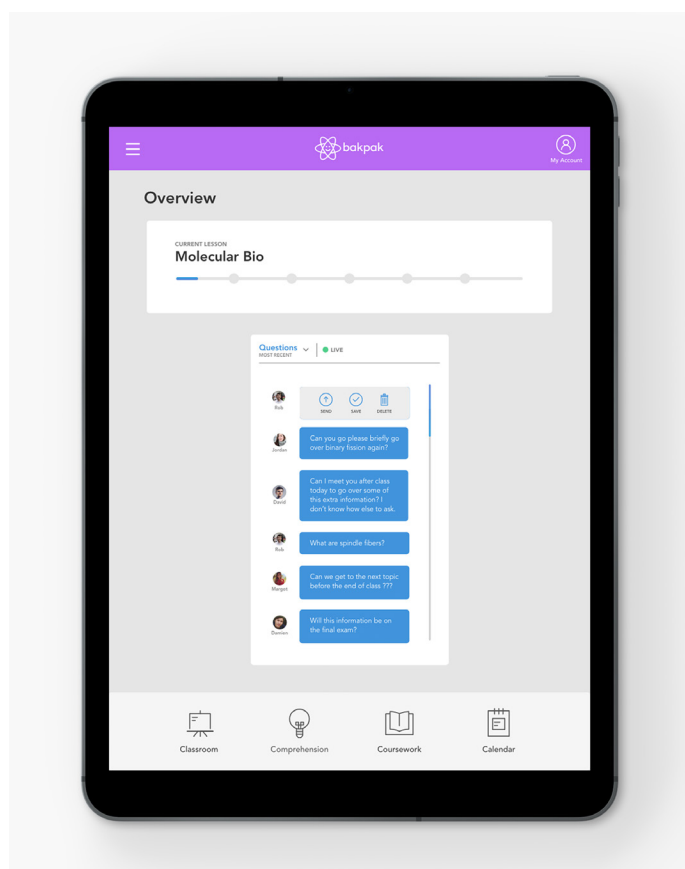 bakpak
My Account
Overview
CURRENT LESSON
Molecular Bio
Questions
MOST RECENT
LIVE
Rob
SEND
SAVE
DELETE
Jordan
Can you go please briefly go
over binary fission again?
David
Can I meet you after class
today to go over some of
this extra information? I
don't know how else to ask.
Rob
What are spindle fibers?
Margot
Can we get to the next topic
before the end of class ???
Damien
Will this information be on
the final exam?
Classroom
Comprehension
Coursework
Calendar